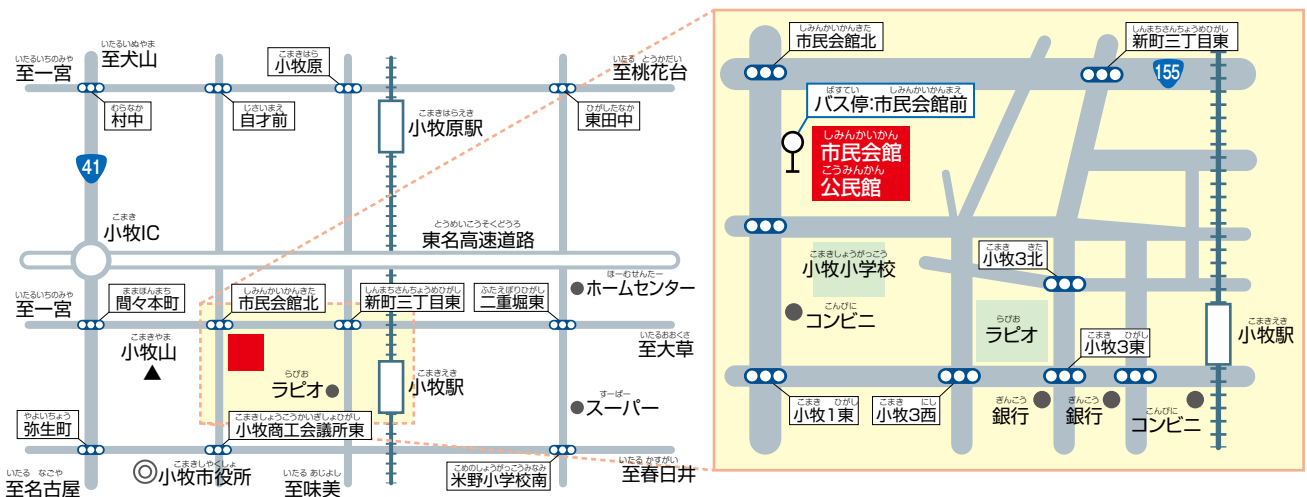 いたるいちのみや
至一宮
いたるいぬやま
至犬山
こまきはら
小牧原
いたる とうかだい
至桃花台
むらなか
村中
じさいまえ
自才前
こまきはらえき
小牧原駅
ひがしたなか
東田中
41
こまき
小牧IC
とうめいこうそくどうろ
東名高速道路
ほーむせんたー
ホームセンター
いたるいちのみや
至一宮
ままほんまち
間々本町
しみんかいかんきた
市民会館北
しんまちさんちょうめひがし
新町三丁目東
ふたえぼりひがし
二重堀東
いたるおおくさ
至大草
こまきやま
小牧山
らぴお
ラピオ
こまきえき
小牧駅
すーぱー
スーパー
やよいちょう
弥生町
こまきしょうこうかいぎしょひがし
小牧商工会議所東
いたる なごや
至名古屋
こまきしやくしょ
小牧市役所
いたる あじよし
至味美
こめのしょうがっこうみなみ
米野小学校南
いたる かすがい
至春日井
しみんかいかんきた
市民会館北
しんまちさんちょうめひがし
新町三丁目東
155
ばすてい しみんかいかんまえ
バス停:市民会館前
しみんかいかん
市民会館
こうみんかん
公民館
こまきしょうがっこう
小牧小学校
こまき きた
小牧3北
こんびに
コンビニ
らぴお
ラピオ
こまき ひがし
小牧3東
こまきえき
小牧駅
こまき ひがし
小牧1東
こまき にし
小牧3西
ぎんこう
銀行
ぎんこう
銀行
こんびに
コンビニ